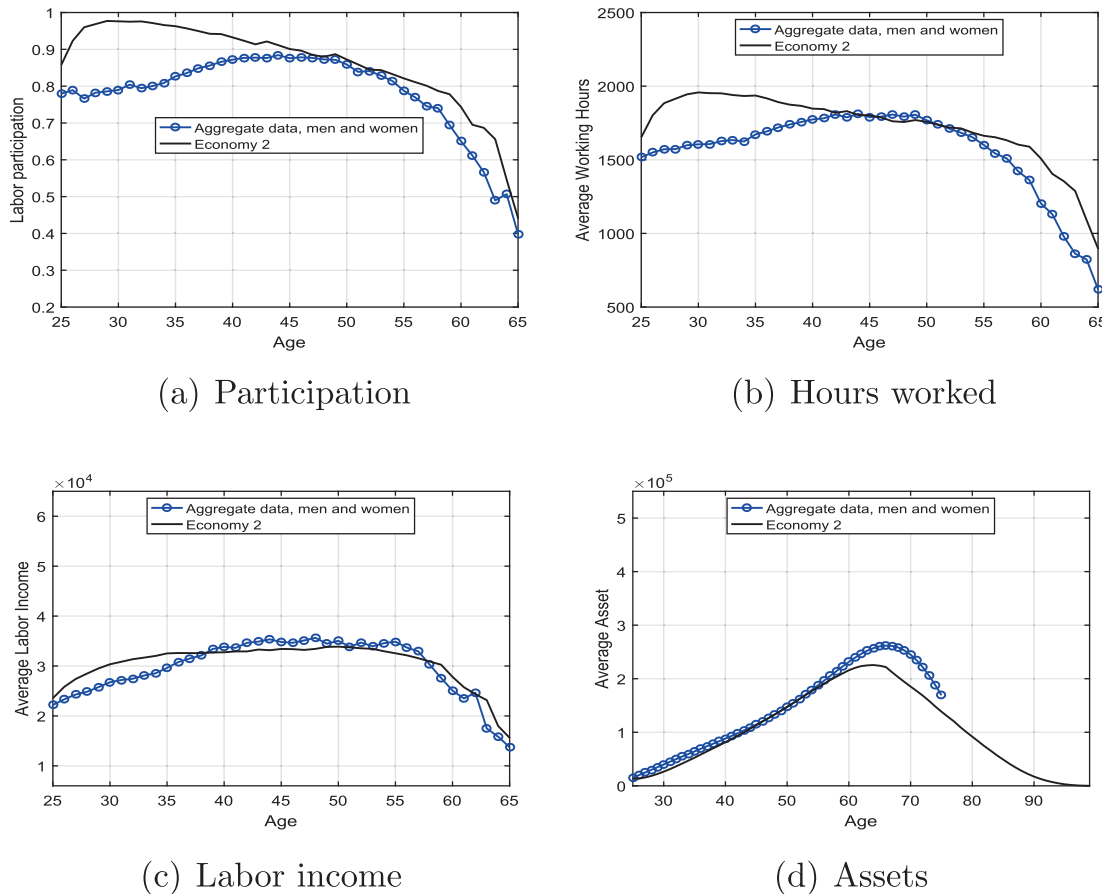 1
0.9
0.8
0.7
0.6
0.5
0.4
0.3
0.2
25 30 35 40 45 50 55 60 65
Age
Labor participation
Aggregate data, men and women
Economy 2
(a) Participation
2500
2000
1500
1000
500
25 30 35 40 45 50 55 60 65
Age
Average Working Hours
Aggregate data, men and women
Economy 2
(b) Hours worked
×10⁴
6
5
4
3
2
1
25 30 35 40 45 50 55 60 65
Age
Average Labor Income
Aggregate data, men and women
Economy 2
(c) Labor income
×10⁵
5
4
3
2
1
0
30 40 50 60 70 80 90
Age
Average Asset
Aggregate data, men and women
Economy 2
(d) Assets